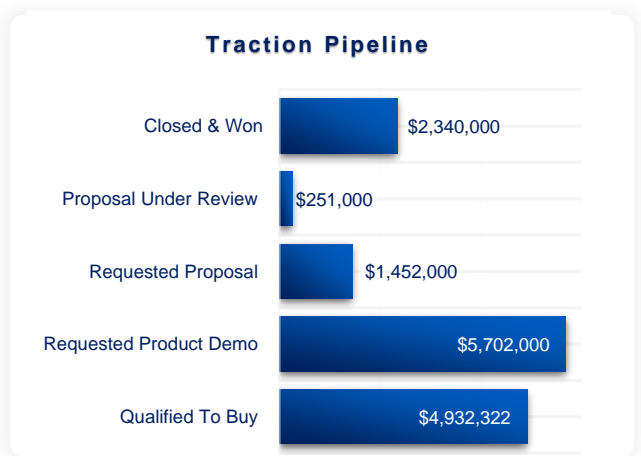 Traction Pipeline
Closed & Won $2,340,000
Proposal Under Review $251,000
Requested Proposal $1,452,000
Requested Product Demo $5,702,000
Qualified To Buy $4,932,322